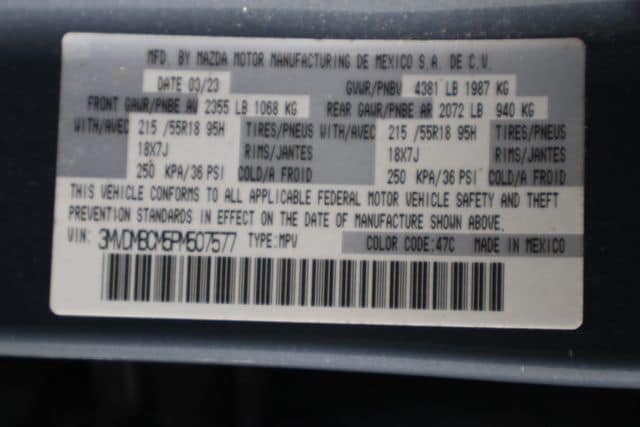 MFD. BY MAZDA MOTOR MANUFACTURING DE MEXICO S.A. DE C.V.
DATE 03/23 GVWR/PNBV 4381 LB 1987 KG
FRONT GAWR/PNBE AV 2355 LB 1068 KG REAR GAWR/PNBE AR 2072 LB 940 KG
WITH/AVEC 215 /55R18 95H TIRES/PNEUS WITH/AVEC 215 /55R18 95H TIRES/PNEUS
18X7J RIMS/JANTES 18X7J RIMS/JANTES
250 KPA/36 PSI COLD/A FROID 250 KPA/36 PSI COLD/A FROID
THIS VEHICLE CONFORMS TO ALL APPLICABLE FEDERAL MOTOR VEHICLE SAFETY AND THEFT
PREVENTION STANDARDS IN EFFECT ON THE DATE OF MANUFACTURE SHOWN ABOVE.
VIN: 3MVDMBCM5PM507577 TYPE: MPV COLOR CODE: 47C MADE IN MEXICO